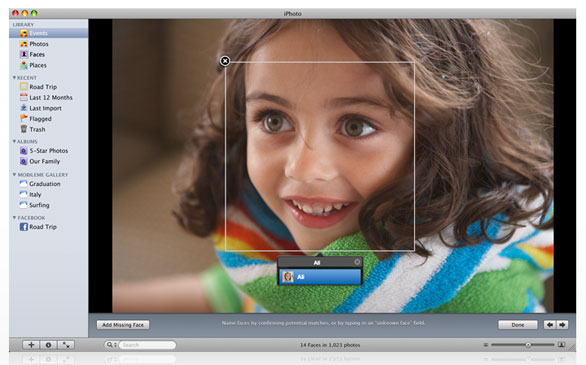 iPhoto
LIBRARY
Events
Photos
Faces
Places
RECENT
Road Trip
Last 12 Months
Last Import
Flagged
Trash
ALBUMS
5-Star Photos
Our Family
MOBILEME GALLERY
Graduation
Italy
Surfing
FACEBOOK
Road Trip
Ali
Ali
Add Missing Face
Name faces by confirming potential matches, or by typing in an "unknown face" field.
Done
Search
14 Faces in 1,023 photos